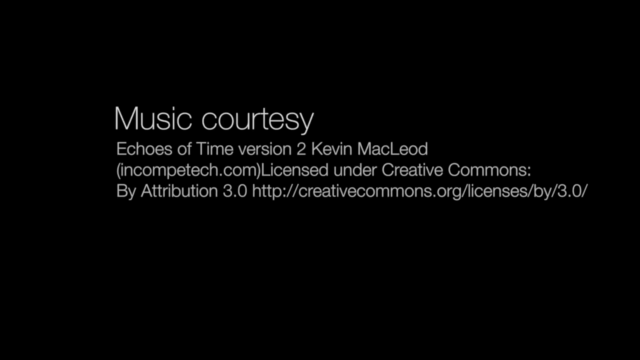 Music courtesy
Echoes of Time version 2 Kevin MacLeod
(incompetech.com)Licensed under Creative Commons:
By Attribution 3.0 http://creativecommons.org/licenses/by/3.0/